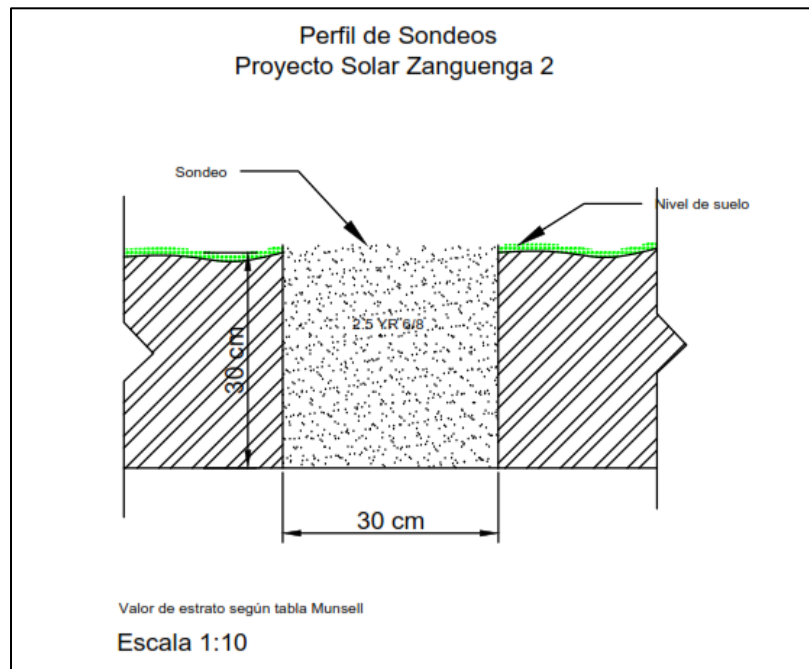 Perfil de Sondeos
Proyecto Solar Zanguenga 2
Sondeo
Nivel de suelo
2.5 YR 6/8
30 cm
30 cm
Valor de estrato según tabla Munsell
Escala 1:10